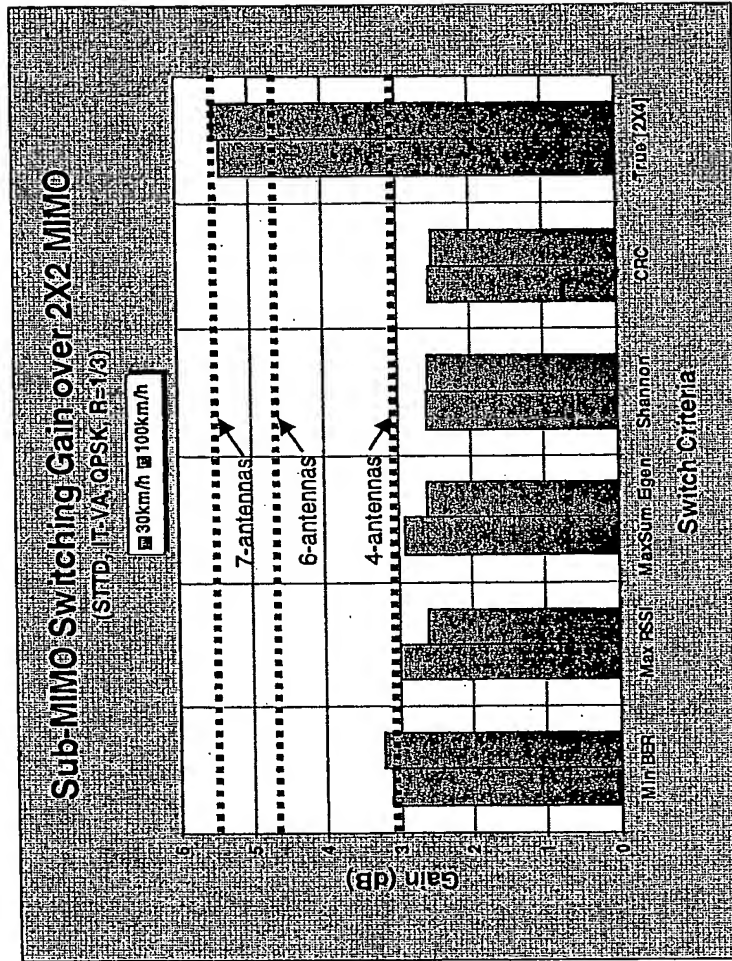 Sub-MIMO Switching Gain over 2X2 MIMO
(STTD, IT-VA, QPSK, R=1/3)
30km/h 100km/h
Gain (dB)
6
5
4
3
2
1
0
7-antennas
6-antennas
4-antennas
Min BER
Max RSSI
MaxSum Egen
Shannon
CRC
True [2X4]
Switch Criteria